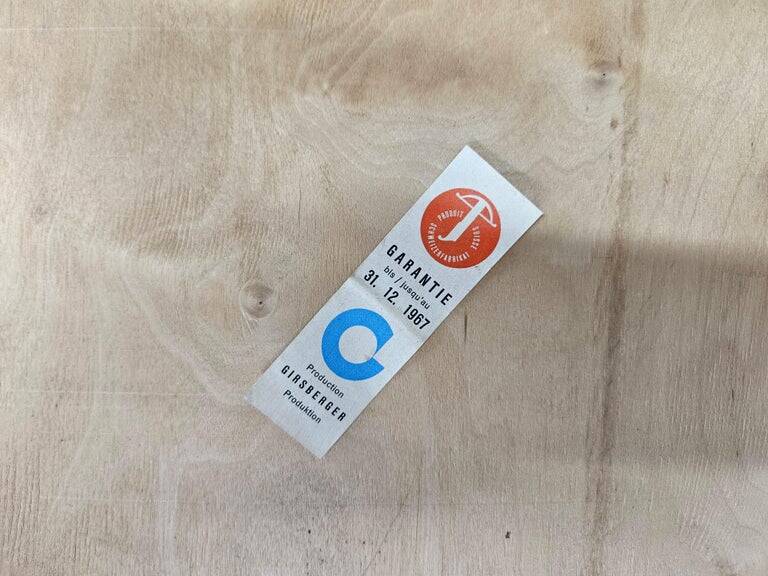 PRODUIT SUISSE
SCHWEIZERFABRIKAT
GARANTIE
bis / jusqu'au
31. 12. 1967
Production
GIRSBERGER
Produktion